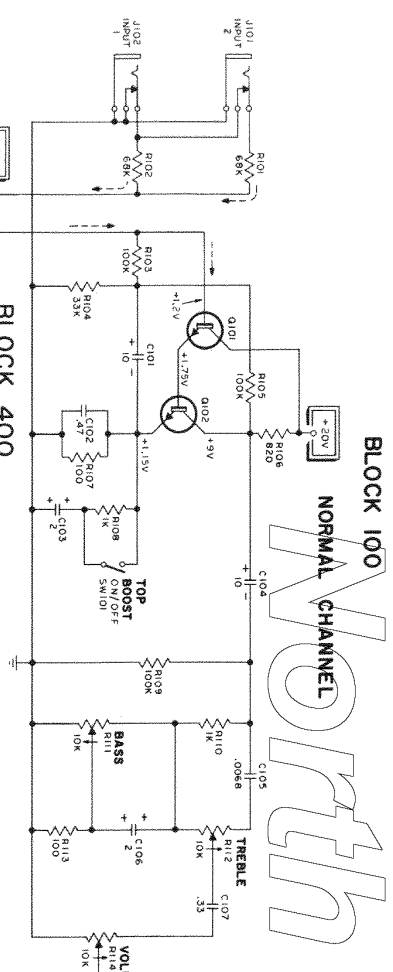 BLOCK 100
NORMAL CHANNEL
North
J101
INPUT
2
J102
INPUT
1
R101
68K
R102
68K
R103
100K
R104
33K
C101
+ 10 -
+1.2V
Q101
+1.75V
Q102
+9V
+1.15V
R105
100K
R106
820
+20V
C102
.47
R107
100
R108
1K
+ +
C103
2
TOP
BOOST
ON/OFF
SW101
C104
+ 10 -
R109
100K
R110
1K
C105
.0068
BASS
R111
10K
TREBLE
R112
10K
+ +
C106
2
R113
100
C107
.33
VOL
R114
10K
BLOCK 400